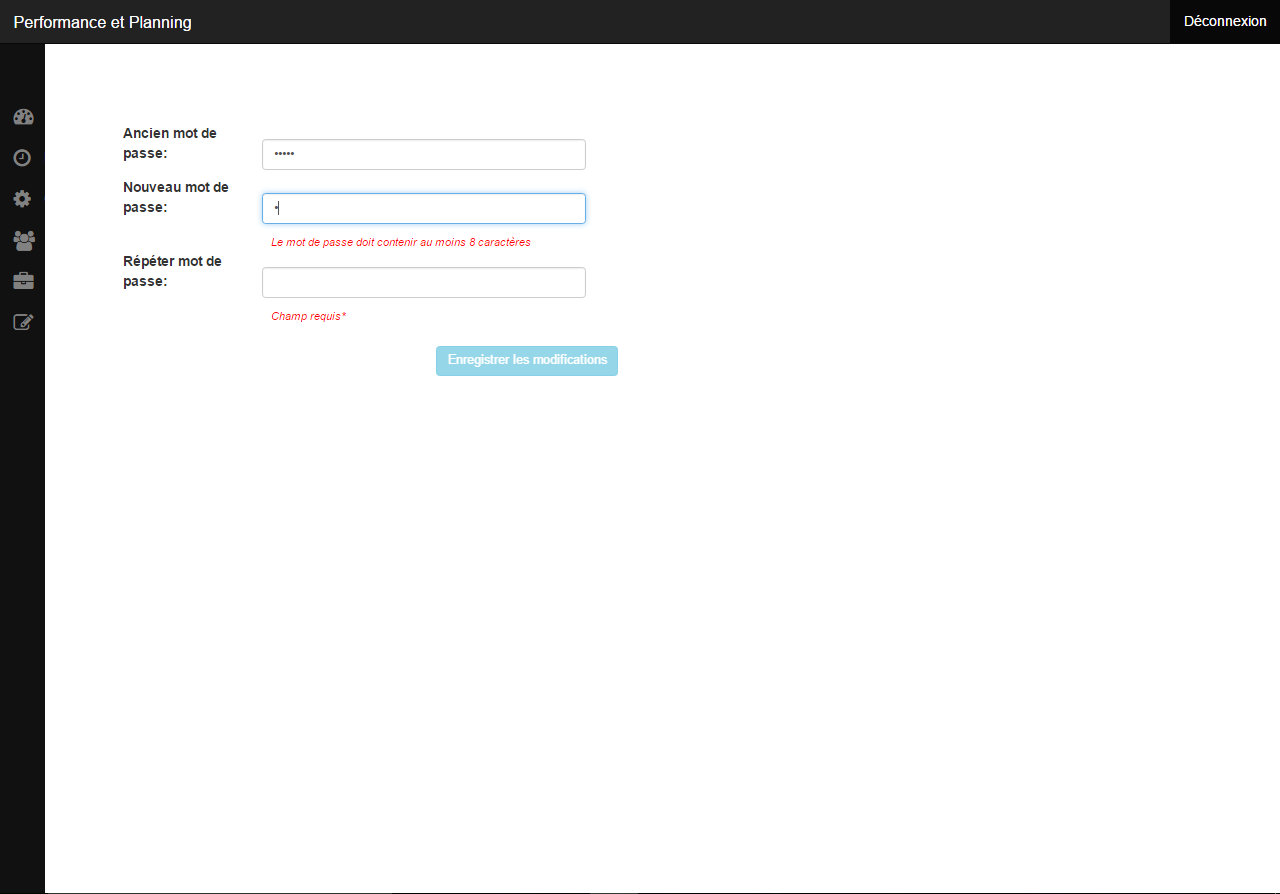 Performance et Planning
Déconnexion
Ancien mot de
passe:
•••••
Nouveau mot de
passe:
•
Le mot de passe doit contenir au moins 8 caractères
Répéter mot de
passe:
Champ requis*
Enregistrer les modifications